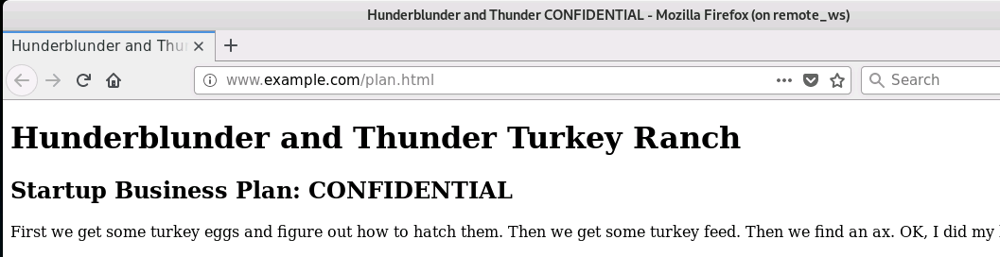 Hunderblunder and Thunder CONFIDENTIAL - Mozilla Firefox (on remote_ws)
Hunderblunder and Thu
www.example.com/plan.html
Search
Hunderblunder and Thunder Turkey Ranch
Startup Business Plan: CONFIDENTIAL
First we get some turkey eggs and figure out how to hatch them. Then we get some turkey feed. Then we find an ax. OK, I did my